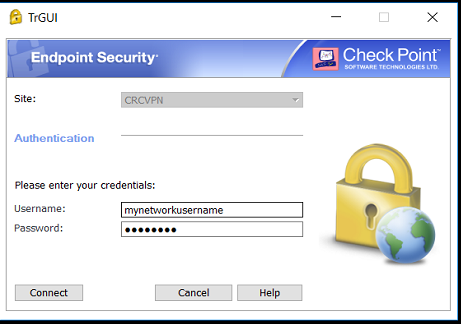 TrGUI
Endpoint Security
Check Point
SOFTWARE TECHNOLOGIES LTD.
Site: CRCVPN
Authentication
Please enter your credentials:
Username: mynetworkusername
Password: ●●●●●●●●
Connect Cancel Help